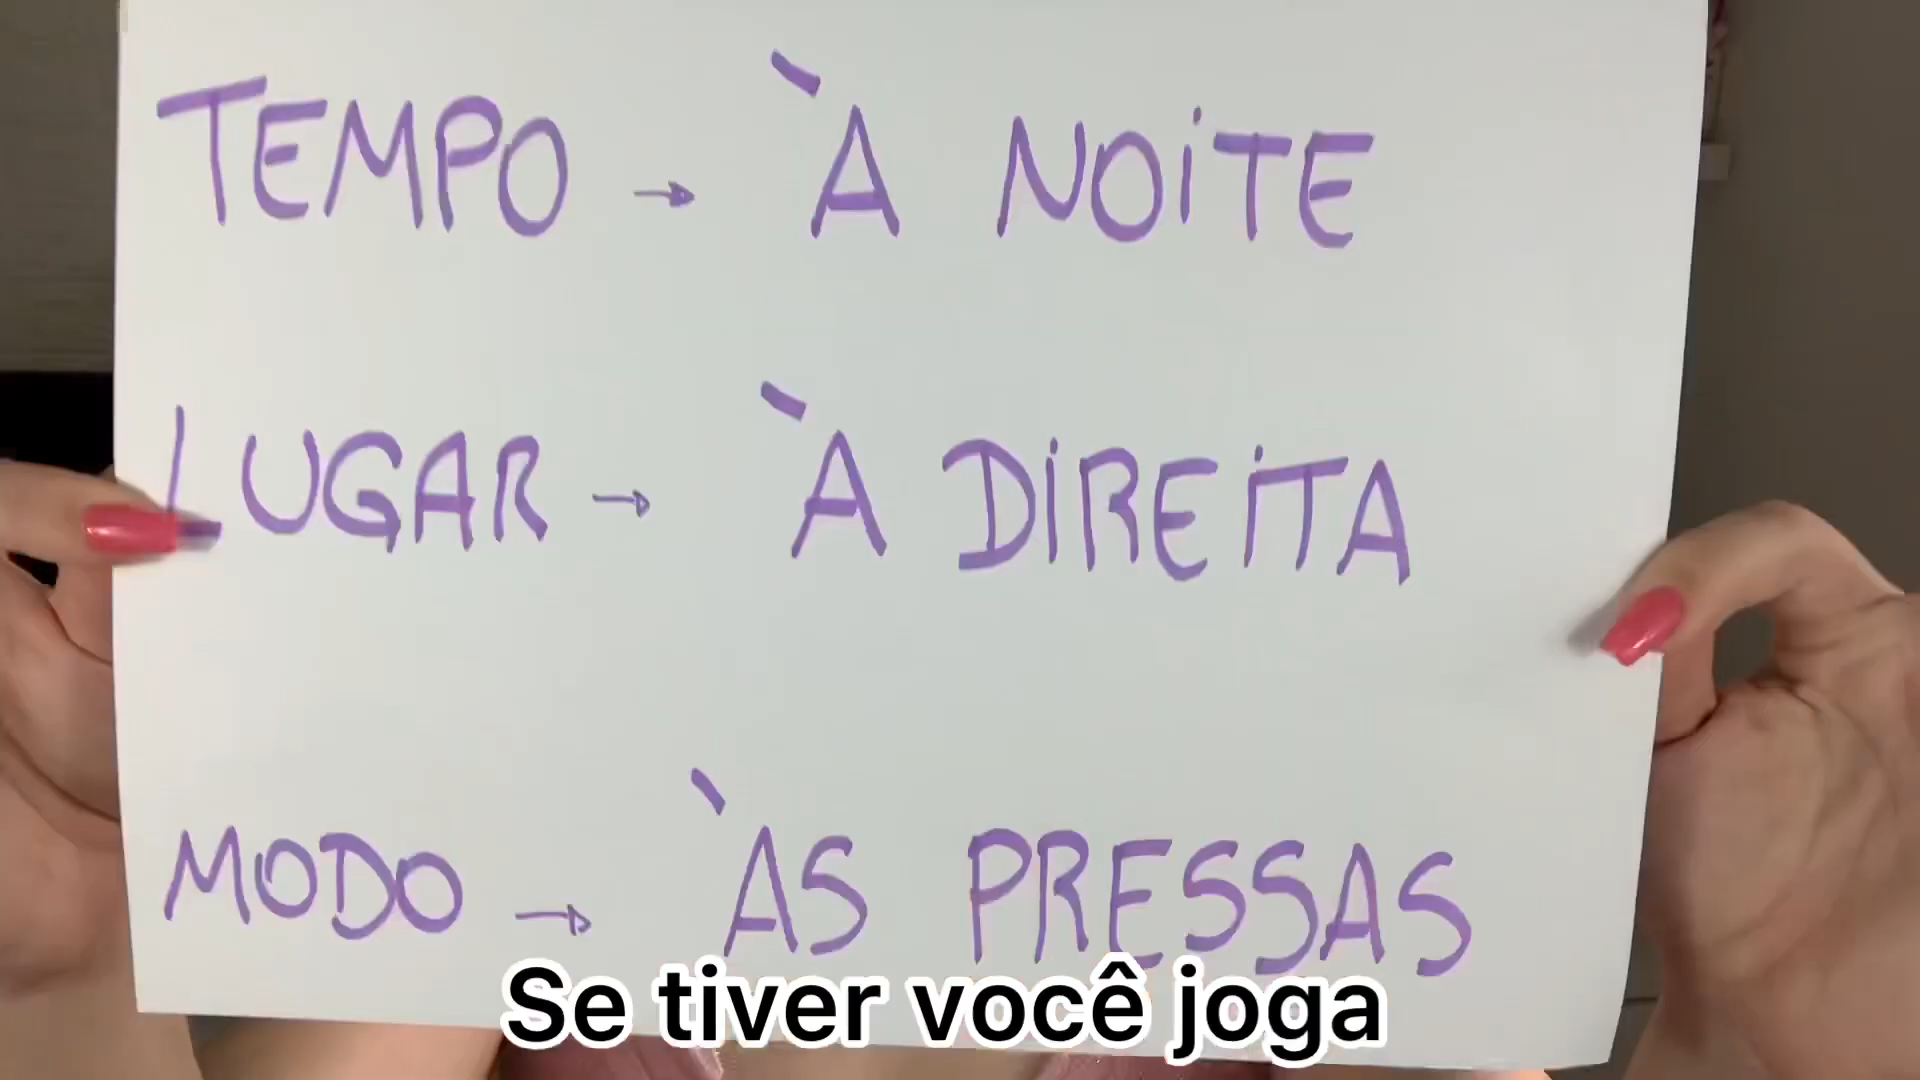 TEMPO → À NOITE
LUGAR → À DIREITA
MODO → ÀS PRESSAS
Se tiver você joga